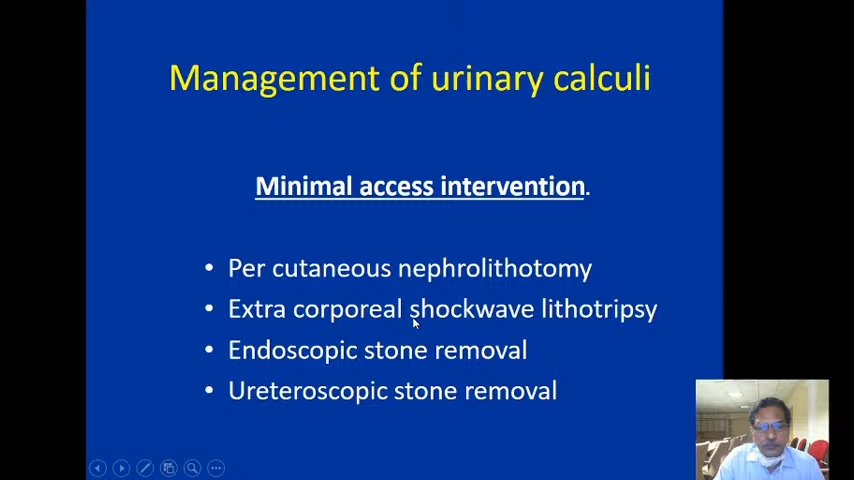 Management of urinary calculi
Minimal access intervention.
• Per cutaneous nephrolithotomy
• Extra corporeal shockwave lithotripsy
• Endoscopic stone removal
• Ureteroscopic stone removal